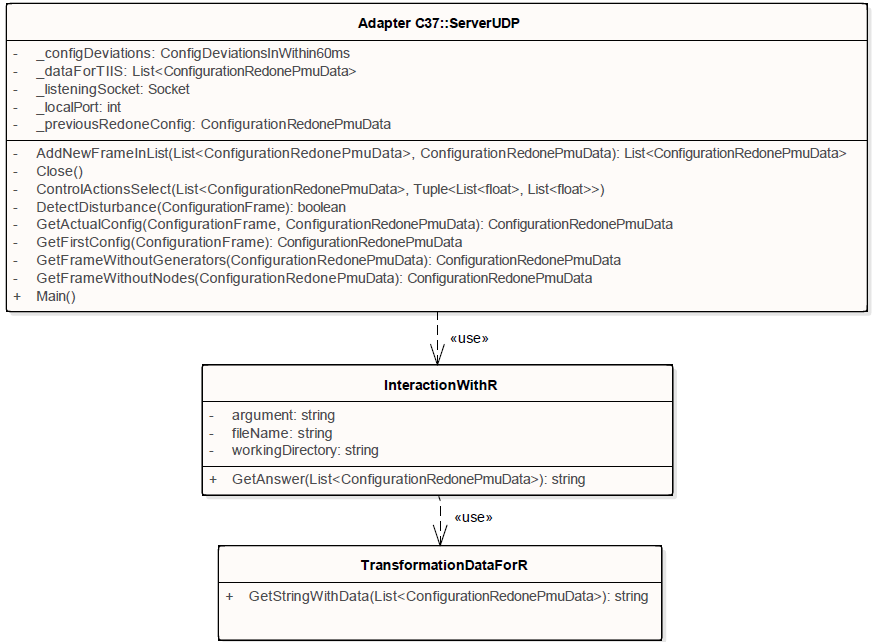 Adapter C37::ServerUDP
- _configDeviations: ConfigDeviationsInWithin60ms
- _dataForTIIS: List<ConfigurationRedonePmuData>
- _listeningSocket: Socket
- _localPort: int
- _previousRedoneConfig: ConfigurationRedonePmuData
- AddNewFrameInList(List<ConfigurationRedonePmuData>, ConfigurationRedonePmuData): List<ConfigurationRedonePmuData>
- Close()
- ControlActionsSelect(List<ConfigurationRedonePmuData>, Tuple<List<float>, List<float>>)
- DetectDisturbance(ConfigurationFrame): boolean
- GetActualConfig(ConfigurationFrame, ConfigurationRedonePmuData): ConfigurationRedonePmuData
- GetFirstConfig(ConfigurationFrame): ConfigurationRedonePmuData
- GetFrameWithoutGenerators(ConfigurationRedonePmuData): ConfigurationRedonePmuData
- GetFrameWithoutNodes(ConfigurationRedonePmuData): ConfigurationRedonePmuData
+ Main()
«use»
InteractionWithR
- argument: string
- fileName: string
- workingDirectory: string
+ GetAnswer(List<ConfigurationRedonePmuData>): string
«use»
TransformationDataForR
+ GetStringWithData(List<ConfigurationRedonePmuData>): string